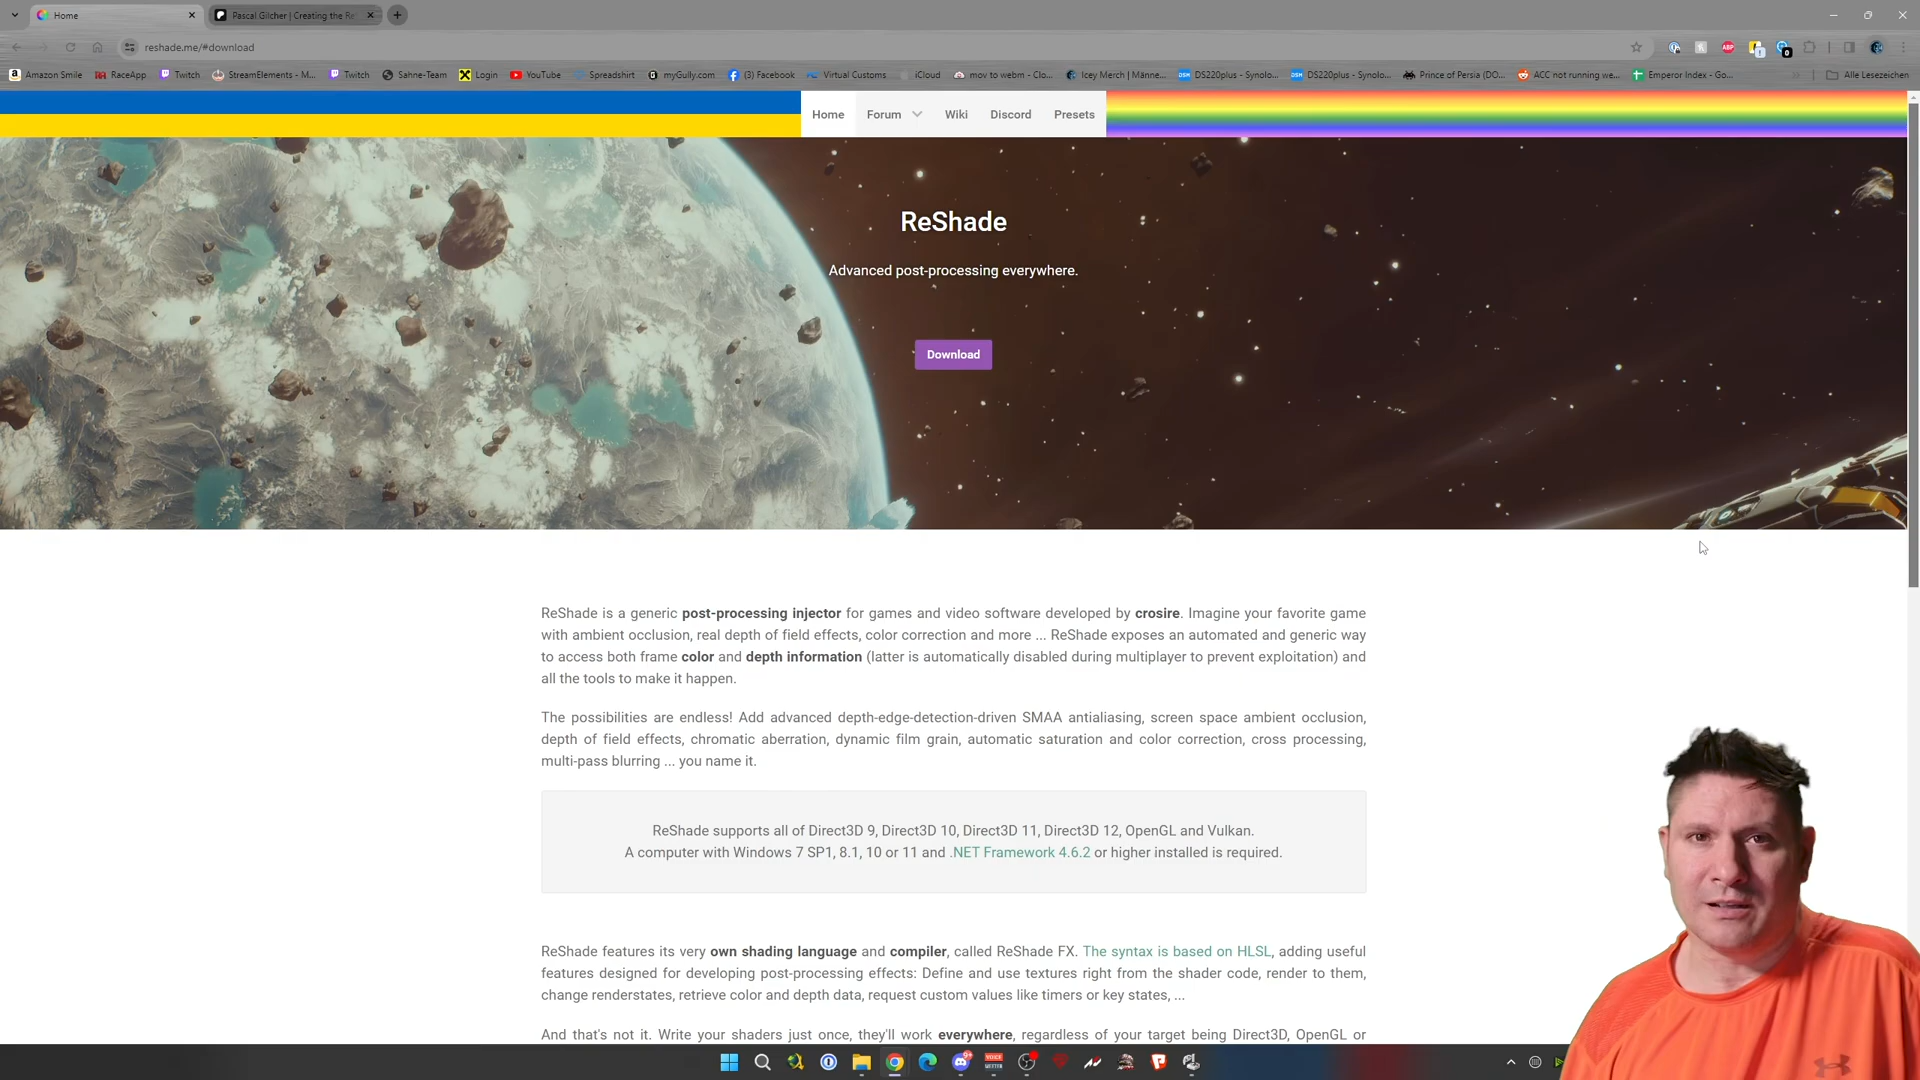 Home
Pascal Gilcher | Creating the Re
reshade.me/#download
Amazon Smile
RaceApp
Twitch
StreamElements - M...
Twitch
Sahne-Team
Login
YouTube
Spreadshirt
myGully.com
(3) Facebook
Virtual Customs
iCloud
mov to webm - Clo...
Icey Merch | Männe...
DS220plus - Synolo...
DS220plus - Synolo...
Prince of Persia (DO...
ACC not running we...
Emperor Index - Go...
Alle Lesezeichen
Home
Forum
Wiki
Discord
Presets
ReShade
Advanced post-processing everywhere.
Download
ReShade is a generic post-processing injector for games and video software developed by crosire. Imagine your favorite game
with ambient occlusion, real depth of field effects, color correction and more ... ReShade exposes an automated and generic way
to access both frame color and depth information (latter is automatically disabled during multiplayer to prevent exploitation) and
all the tools to make it happen.
The possibilities are endless! Add advanced depth-edge-detection-driven SMAA antialiasing, screen space ambient occlusion,
depth of field effects, chromatic aberration, dynamic film grain, automatic saturation and color correction, cross processing,
multi-pass blurring ... you name it.
ReShade supports all of Direct3D 9, Direct3D 10, Direct3D 11, Direct3D 12, OpenGL and Vulkan.
A computer with Windows 7 SP1, 8.1, 10 or 11 and .NET Framework 4.6.2 or higher installed is required.
ReShade features its very own shading language and compiler, called ReShade FX. The syntax is based on HLSL, adding useful
features designed for developing post-processing effects: Define and use textures right from the shader code, render to them,
change renderstates, retrieve color and depth data, request custom values like timers or key states, ...
And that's not it. Write your shaders just once, they'll work everywhere, regardless of your target being Direct3D, OpenGL or